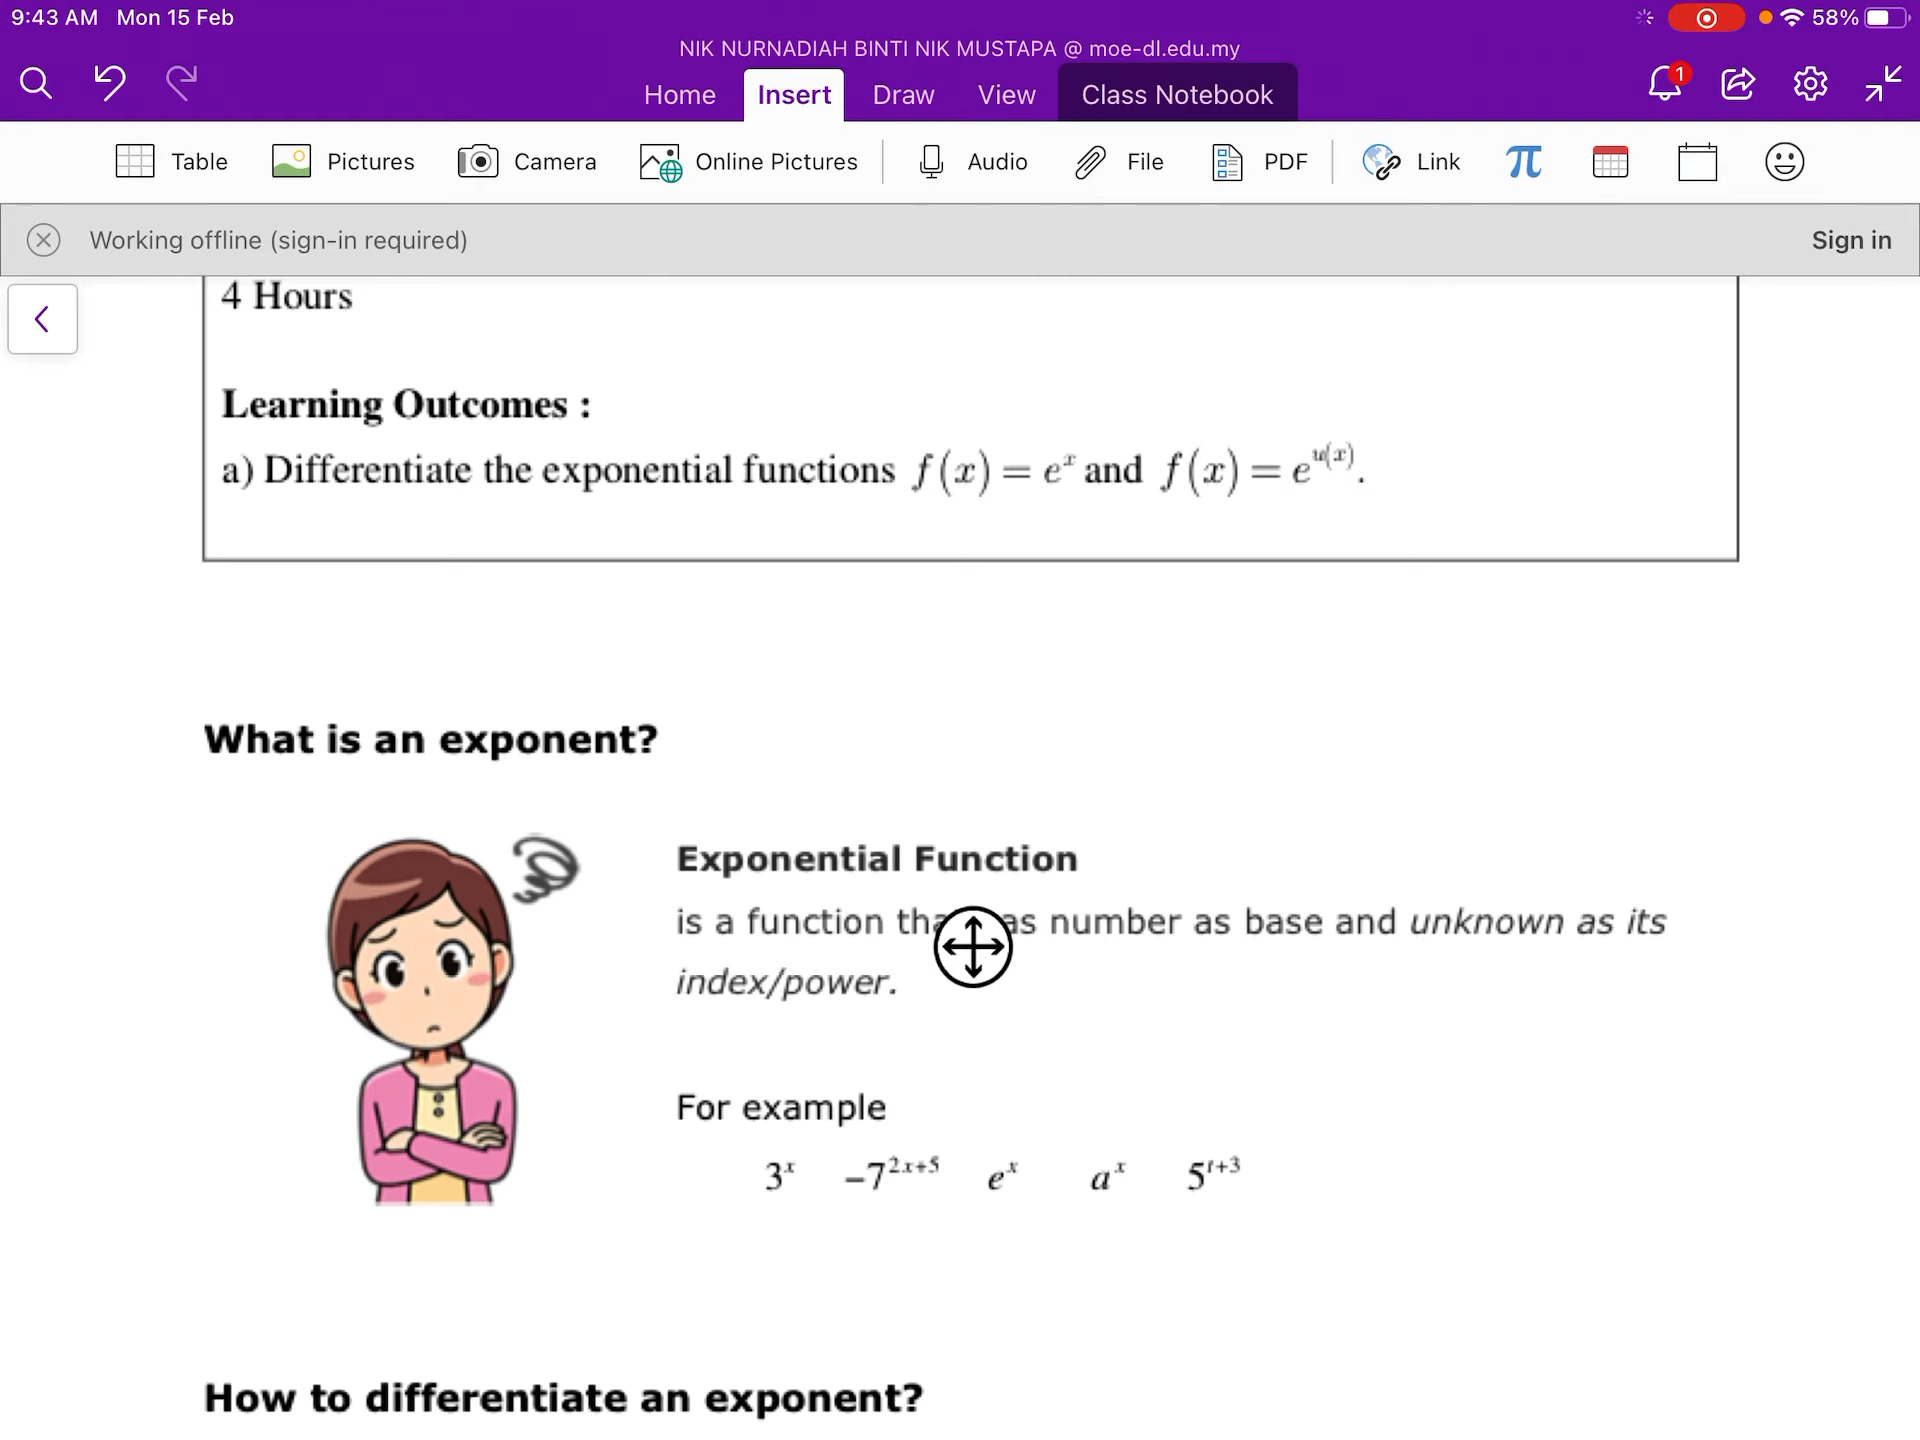 9:43 AM Mon 15 Feb 58%
NIK NURNADIAH BINTI NIK MUSTAPA @ moe-dl.edu.my
Home Insert Draw View Class Notebook 1
Table Pictures Camera Online Pictures Audio File PDF Link π
Working offline (sign-in required) Sign in
4 Hours
Learning Outcomes :
a) Differentiate the exponential functions f(x) = e^x and f(x) = e^{u(x)}.
What is an exponent?
Exponential Function
is a function as number as base and unknown as its
index/power.
For example
3^x −7^{2x+5} e^x a^x 5^{t+3}
How to differentiate an exponent?